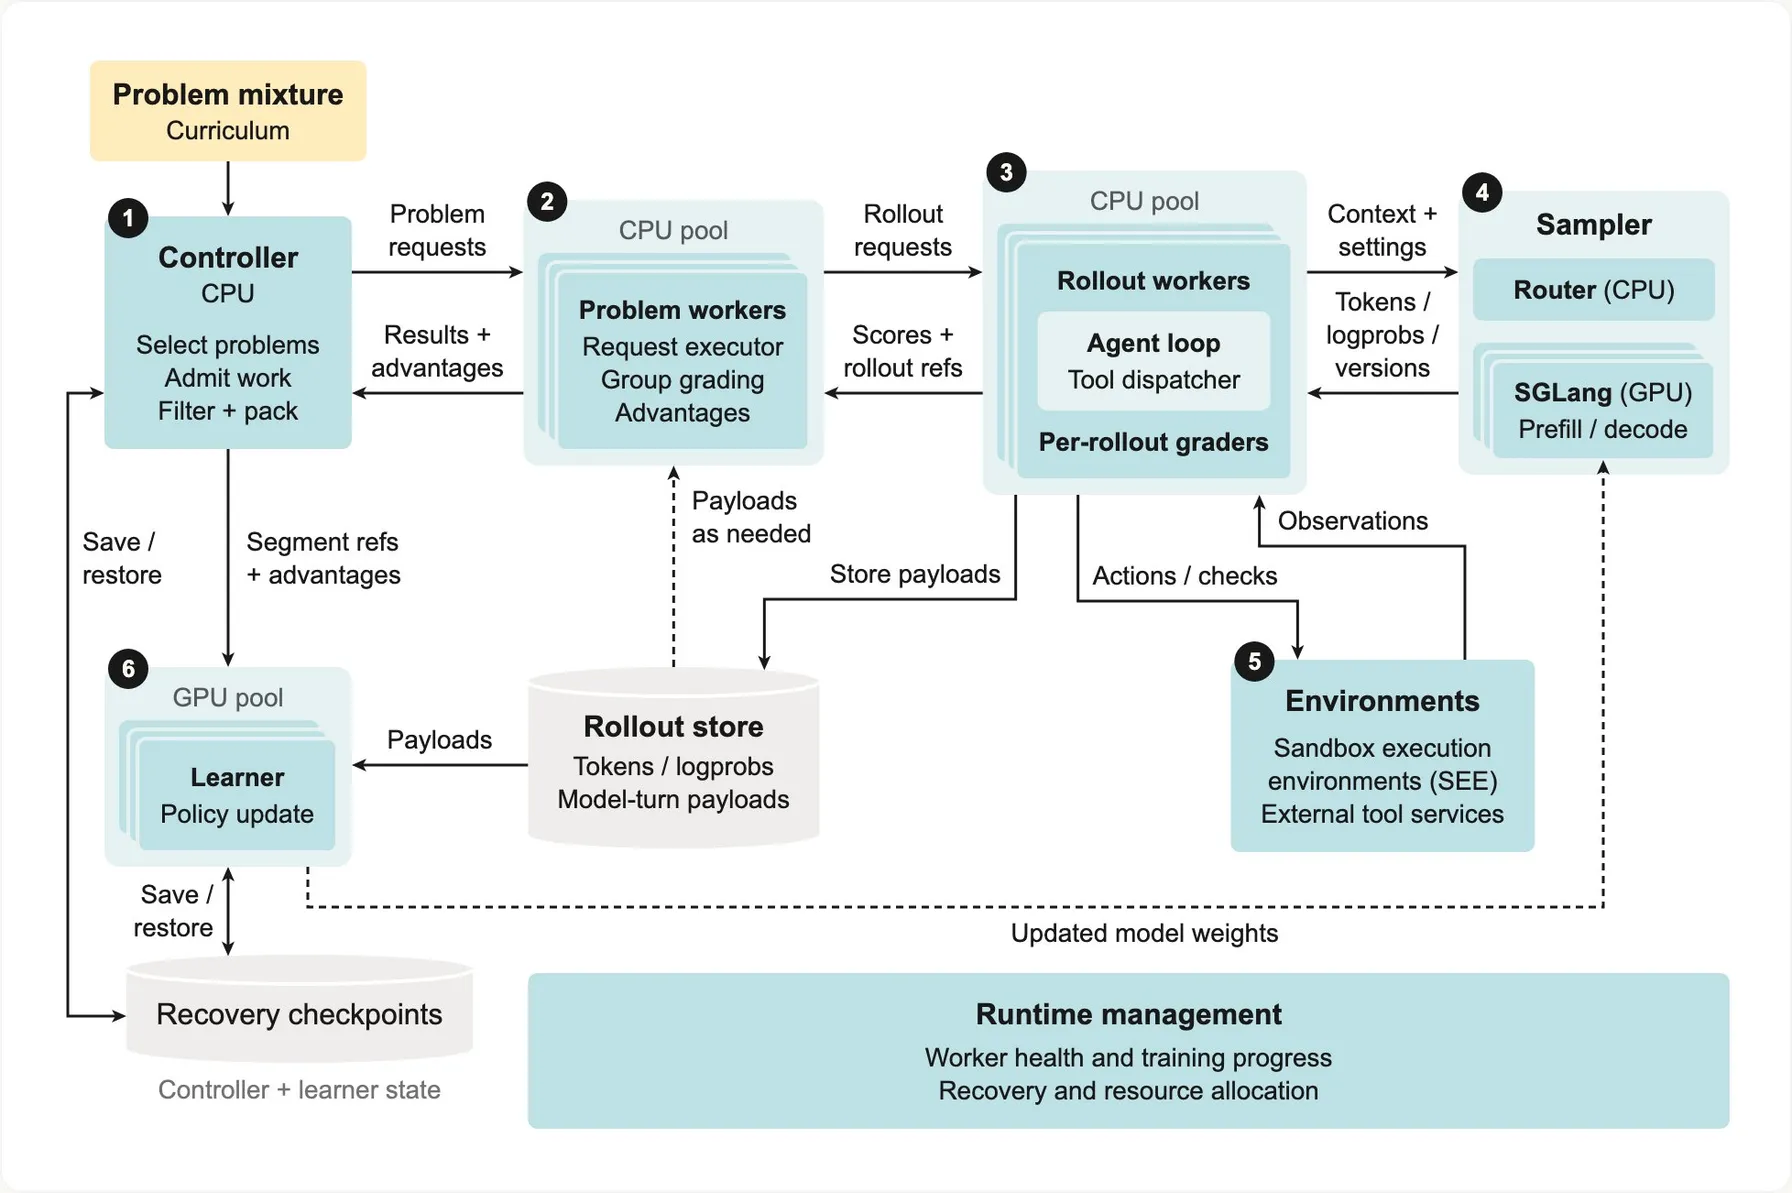 Problem mixture
Curriculum
1
Controller
CPU
Select problems
Admit work
Filter + pack
Problem
requests
Results +
advantages
2
CPU pool
Problem workers
Request executor
Group grading
Advantages
Rollout
requests
Scores +
rollout refs
3
CPU pool
Rollout workers
Agent loop
Tool dispatcher
Per-rollout graders
Context +
settings
Tokens /
logprobs /
versions
4
Sampler
Router (CPU)
SGLang (GPU)
Prefill / decode
Save /
restore
Segment refs
+ advantages
Payloads
as needed
Store payloads
Actions / checks
Observations
6
GPU pool
Learner
Policy update
Payloads
Rollout store
Tokens / logprobs
Model-turn payloads
5
Environments
Sandbox execution
environments (SEE)
External tool services
Save /
restore
Updated model weights
Recovery checkpoints
Controller + learner state
Runtime management
Worker health and training progress
Recovery and resource allocation